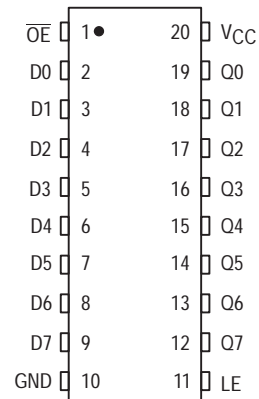 OE 1 20 VCC
D0 2 19 Q0
D1 3 18 Q1
D2 4 17 Q2
D3 5 16 Q3
D4 6 15 Q4
D5 7 14 Q5
D6 8 13 Q6
D7 9 12 Q7
GND 10 11 LE